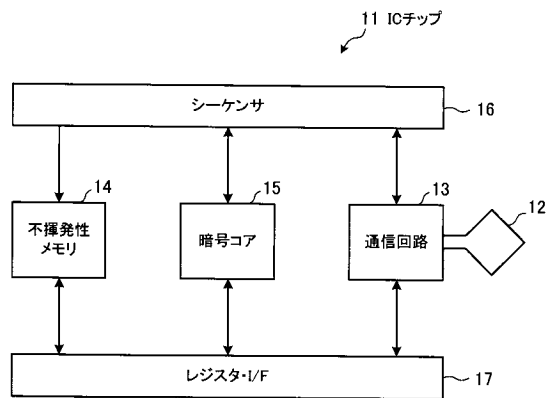 11 ICチップ
シーケンサ
16
14
15
13
12
不揮発性
メモリ
暗号コア
通信回路
レジスタ・I/F
17